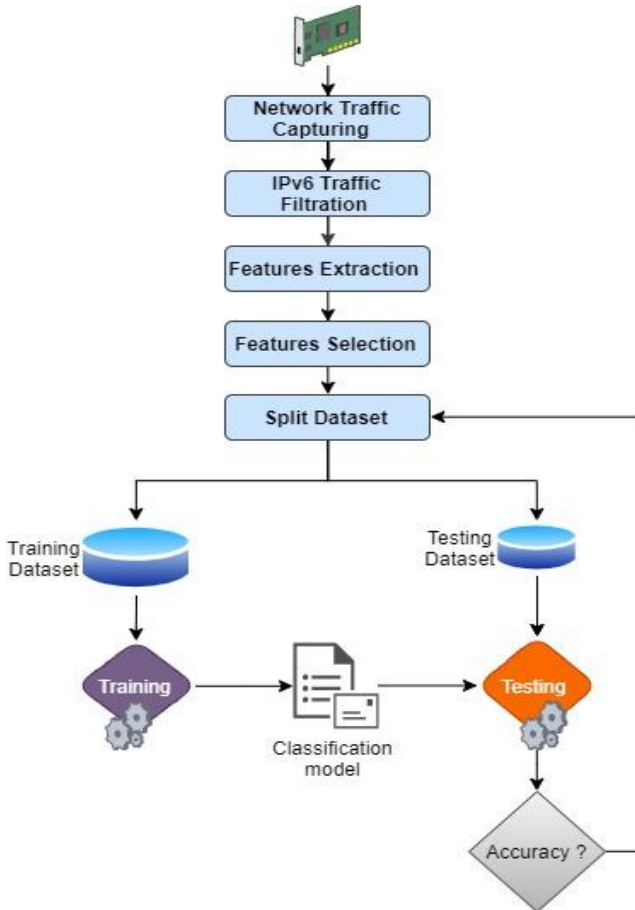 Network Traffic
Capturing
IPv6 Traffic
Filtration
Features Extraction
Features Selection
Split Dataset
Training
Dataset
Testing
Dataset
Training
Testing
Classification
model
Accuracy ?